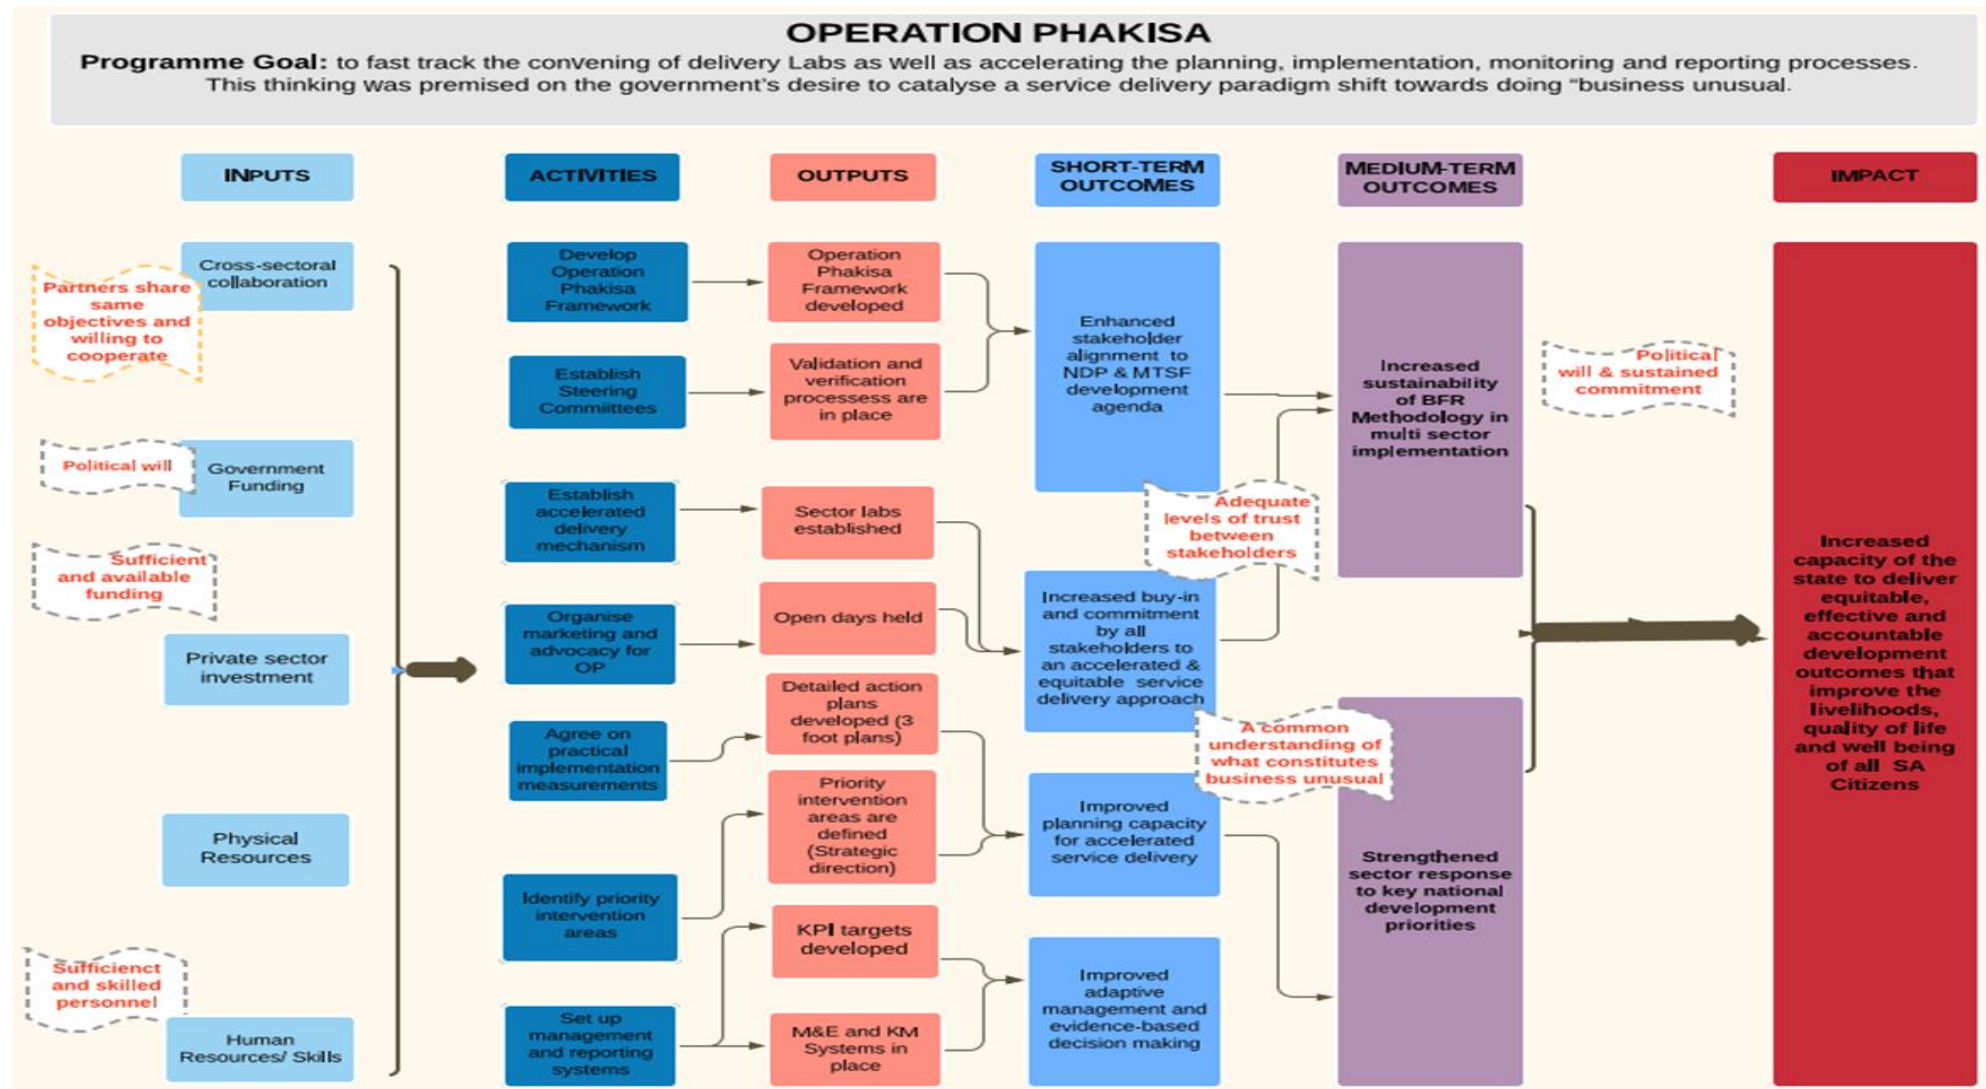 OPERATION PHAKISA
Programme Goal: to fast track the convening of delivery Labs as well as accelerating the planning, implementation, monitoring and reporting processes.
This thinking was premised on the government's desire to catalyse a service delivery paradigm shift towards doing "business unusual.
INPUTS
ACTIVITIES
OUTPUTS
SHORT-TERM
OUTCOMES
MEDIUM-TERM
OUTCOMES
IMPACT
Partners share
same
objectives and
willing to
cooperate
Cross-sectoral
collaboration
Political will
Government
Funding
Sufficient
and available
funding
Private sector
investment
Physical
Resources
Sufficienct
and skilled
personnel
Human
Resources/ Skills
Develop
Operation
Phakisa
Framework
Establish
Steering
Commiittees
Establish
accelerated
delivery
mechanism
Organise
marketing and
advocacy for
OP
Agree on
practical
implementation
measurements
Identify priority
intervention
areas
Set up
management
and reporting
systems
Operation
Phakisa
Framework
developed
Validation and
verification
processess are
in place
Sector labs
established
Open days held
Detailed action
plans
developed (3
foot plans)
Priority
intervention
areas are
defined
(Strategic
direction)
KPI targets
developed
M&E and KM
Systems in
place
Enhanced
stakeholder
alignment to
NDP & MTSF
development
agenda
Adequate
levels of trust
between
stakeholders
Increased buy-in
and commitment
by all
stakeholders to
an accelerated &
equitable service
delivery approach
A common
understanding of
what constitutes
business unusual
Improved
planning capacity
for accelerated
service delivery
Improved
adaptive
management and
evidence-based
decision making
Increased
sustainability
of BFR
Methodology in
multi sector
implementation
Strengthened
sector response
to key national
development
priorities
Political
will & sustained
commitment
Increased
capacity of the
state to deliver
equitable,
effective and
accountable
development
outcomes that
improve the
livelihoods,
quality of life
and well being
of all SA
Citizens